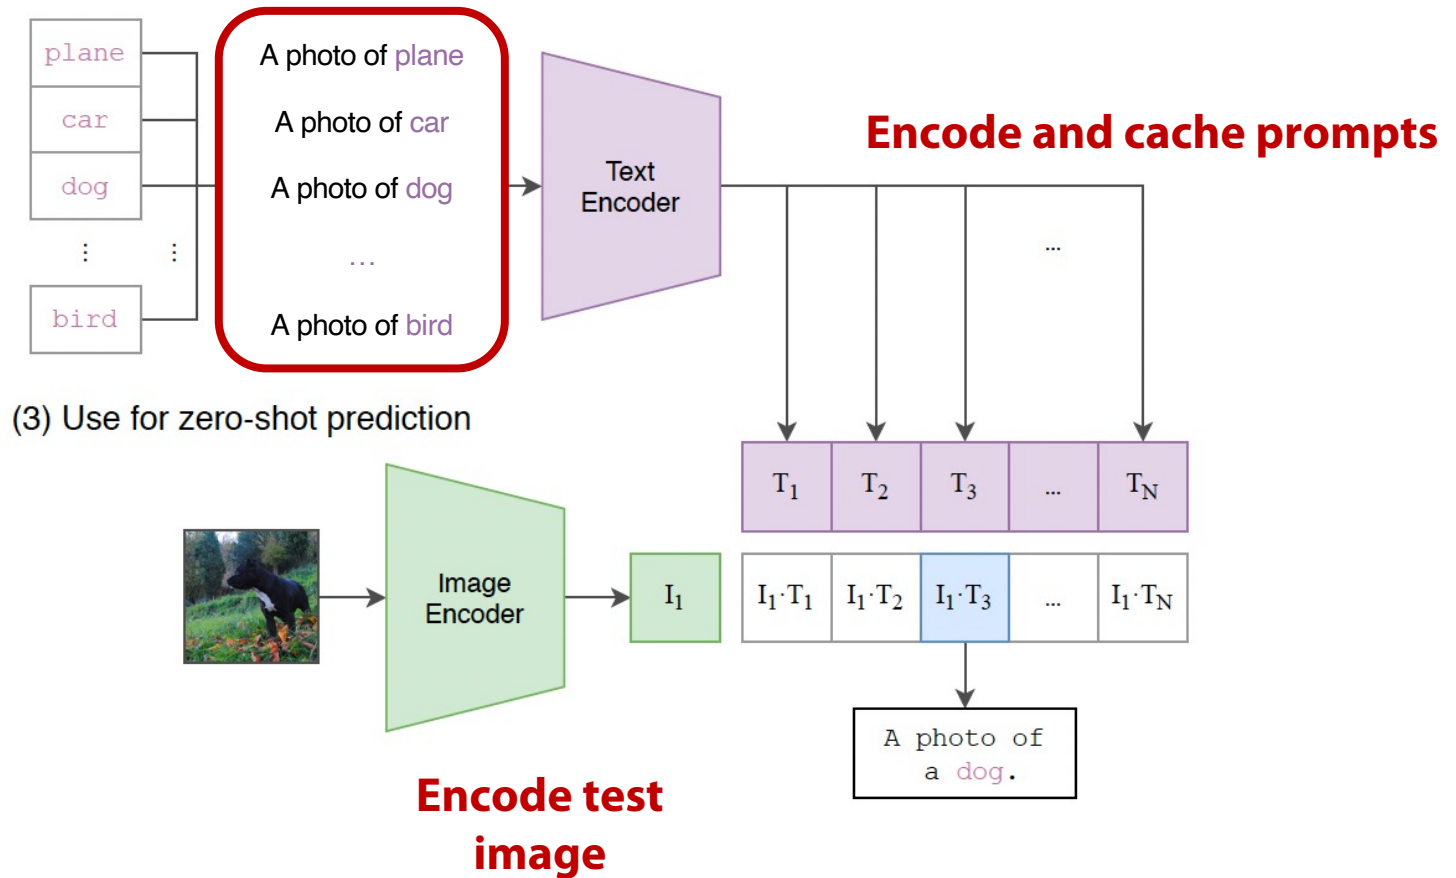 plane
car
dog
⋮
⋮
bird
A photo of plane
A photo of car
A photo of dog
...
A photo of bird
Text
Encoder
Encode and cache prompts
...
(3) Use for zero-shot prediction
T1 T2 T3 ... TN
Image
Encoder
I1
I1·T1 I1·T2 I1·T3 ... I1·TN
A photo of
a dog.
Encode test
image